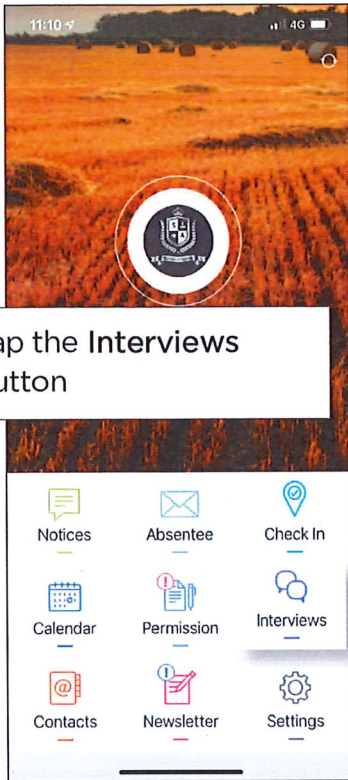 11:10
4G
ap the Interviews
utton
Notices Absentee Check In
Calendar Permission Interviews
Contacts Newsletter Settings